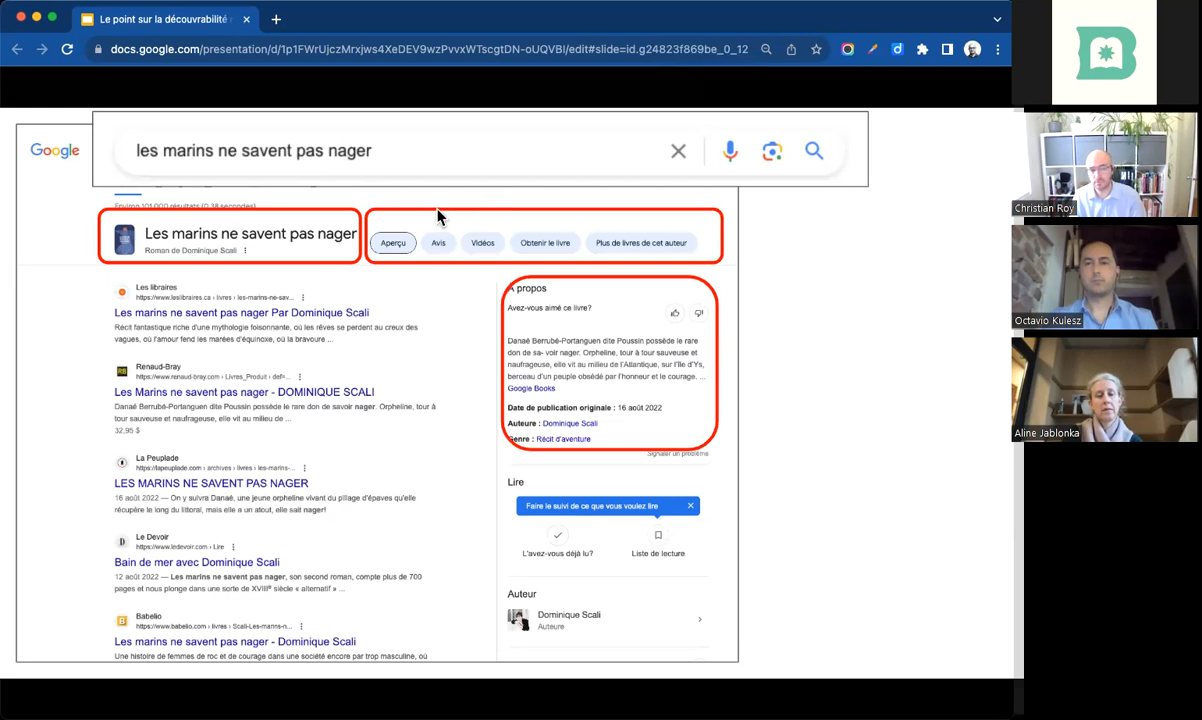 Le point sur la découvrabilité
docs.google.com/presentation/d/1p1FWrUjczMrxjws4XeDEV9wzPvvxWTscgtDN-oUQVBI/edit#slide=id.g24823f869be_0_12
Google
les marins ne savent pas nager
Environ 101 000 résultats (0,38 secondes)
Les marins ne savent pas nager
Roman de Dominique Scali
Aperçu
Avis
Vidéos
Obtenir le livre
Plus de livres de cet auteur
Les libraires
https://www.leslibraires.ca › livres › les-marins-ne-sav...
Les marins ne savent pas nager Par Dominique Scali
Récit fantastique riche d'une mythologie foisonnante, où les rêves se perdent au creux des
vagues, où l'amour fend les marées d'équinoxe, où la bravoure ...
Renaud-Bray
https://www.renaud-bray.com › Livres_Produit › def=...
Les Marins ne savent pas nager - DOMINIQUE SCALI
Danaé Berrubé-Portanguen dite Poussin possède le rare don de savoir nager. Orpheline, tour à
tour sauveuse et naufrageuse, elle vit au milieu de ...
32,95 $
La Peuplade
https://lapeuplade.com › archives › livres › les-marins-...
LES MARINS NE SAVENT PAS NAGER
16 août 2022 — On y suivra Danaé, une jeune orpheline vivant du pillage d'épaves qu'elle
récupère le long du littoral, mais elle a un atout, elle sait nager!
Le Devoir
https://www.ledevoir.com › Lire
Bain de mer avec Dominique Scali
12 août 2022 — Les marins ne savent pas nager, son second roman, compte plus de 700
pages et nous plonge dans une sorte de XVIIIe siècle « alternatif » ...
Babelio
https://www.babelio.com › livres › Scali-Les-marins-n...
Les marins ne savent pas nager - Dominique Scali
Une histoire de femmes de roc et de courage dans une société encore par trop masculine, où
À propos
Avez-vous aimé ce livre?
Danaé Berrubé-Portanguen dite Poussin possède le rare
don de sa- voir nager. Orpheline, tour à tour sauveuse et
naufrageuse, elle vit au milieu de l'Atlantique, sur l'île d'Ys,
berceau d'un peuple obsédé par l'honneur et le courage. ...
Google Books
Date de publication originale : 16 août 2022
Auteure : Dominique Scali
Genre : Récit d'aventure
Signaler un problème
Lire
Faire le suivi de ce que vous voulez lire
L'avez-vous déjà lu?
Liste de lecture
Auteur
Dominique Scali
Auteure
Christian Roy
Octavio Kulesz
Aline Jablonka